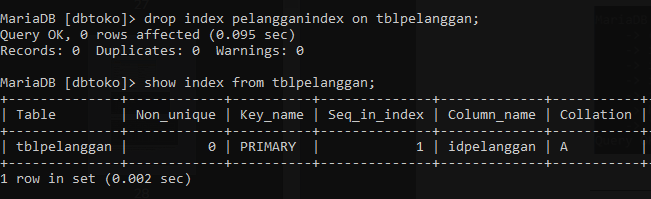 MariaDB [dbtoko]> drop index pelangganindex on tblpelanggan;
Query OK, 0 rows affected (0.095 sec)
Records: 0  Duplicates: 0  Warnings: 0
MariaDB [dbtoko]> show index from tblpelanggan;
+--------------+------------+----------+--------------+-------------+-----------+
| Table        | Non_unique | Key_name | Seq_in_index | Column_name | Collation |
+--------------+------------+----------+--------------+-------------+-----------+
| tblpelanggan |          0 | PRIMARY  |            1 | idpelanggan | A         |
+--------------+------------+----------+--------------+-------------+-----------+
1 row in set (0.002 sec)